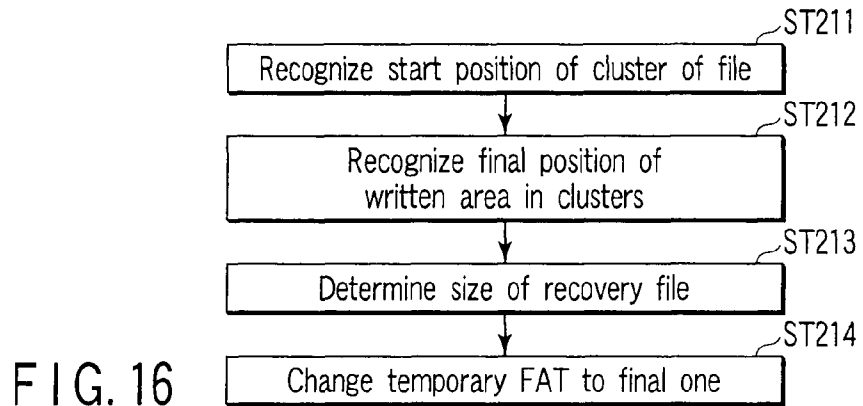 ST211
Recognize start position of cluster of file
ST212
Recognize final position of
written area in clusters
ST213
Determine size of recovery file
ST214
Change temporary FAT to final one
FIG. 16